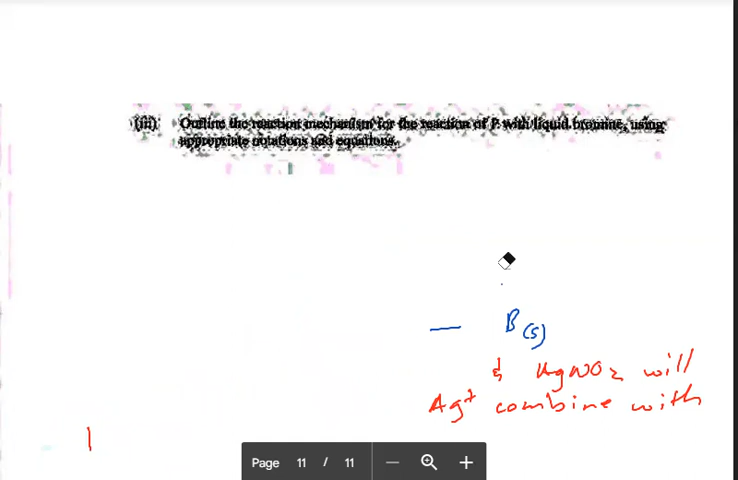 (iii) Outline the reaction mechanism for the reaction of P with liquid bromine, using
appropriate notations and equations.
B(s)
AgNO2 will
Ag+ combine with
Page 11 / 11